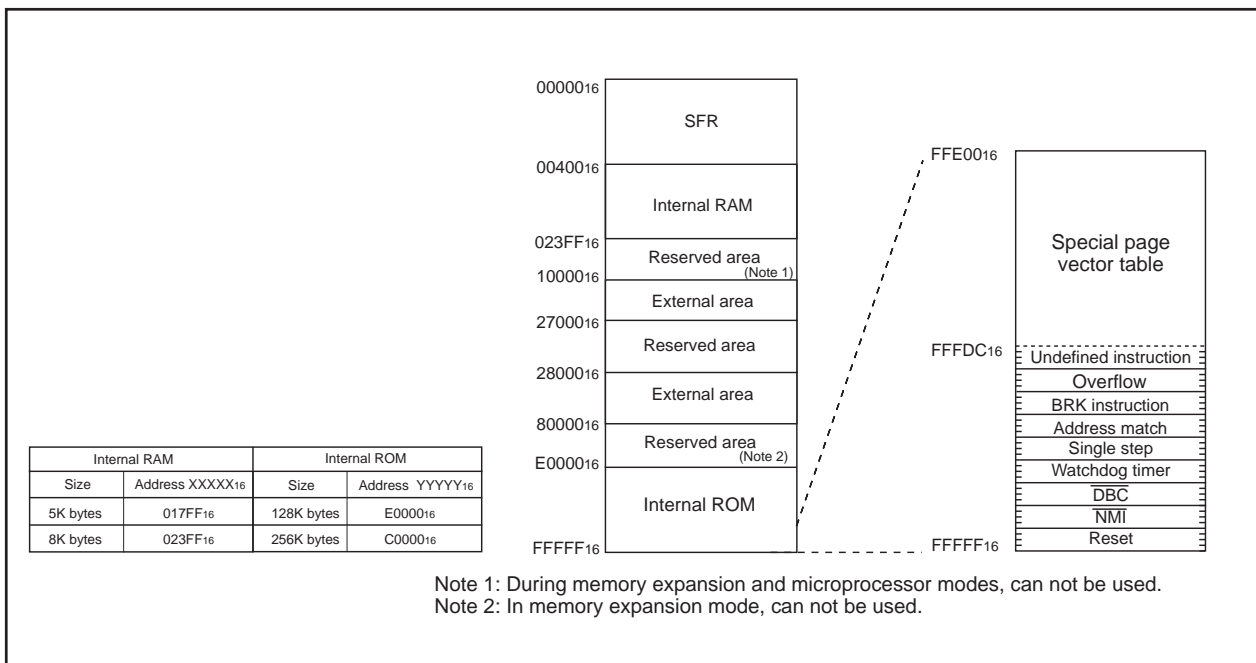 0000016
SFR
0040016
Internal RAM
023FF16
Reserved area
(Note 1)
1000016
External area
2700016
Reserved area
2800016
External area
8000016
Reserved area
(Note 2)
E000016
Internal ROM
FFFFF16
FFE0016
Special page
vector table
FFFDC16
Undefined instruction
Overflow
BRK instruction
Address match
Single step
Watchdog timer
DBC
NMI
Reset
FFFFF16
Internal RAM Internal ROM
Size Address XXXXX16 Size Address YYYYY16
5K bytes 017FF16 128K bytes E000016
8K bytes 023FF16 256K bytes C000016
Note 1: During memory expansion and microprocessor modes, can not be used.
Note 2: In memory expansion mode, can not be used.